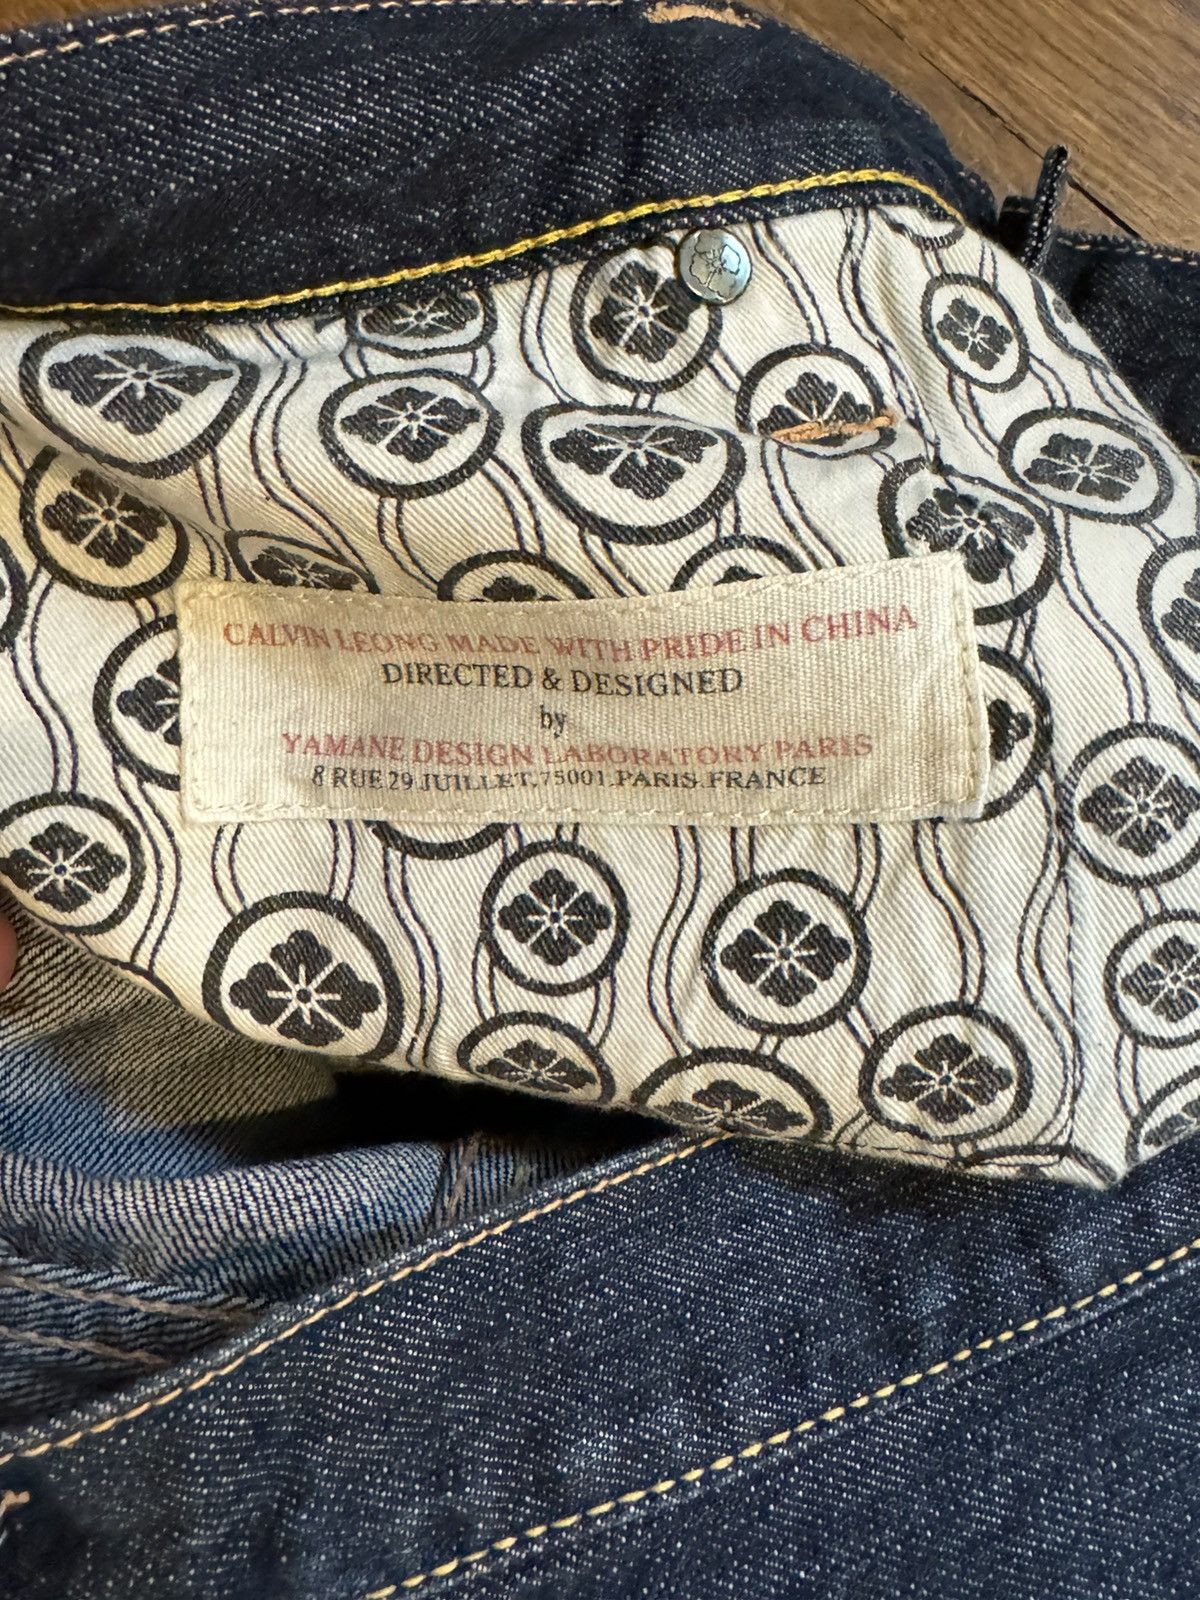 CALVIN LEONG MADE WITH PRIDE IN CHINA
DIRECTED & DESIGNED
by
YAMANE DESIGN LABORATORY PARIS
8 RUE 29 JUILLET, 75001. PARIS. FRANCE